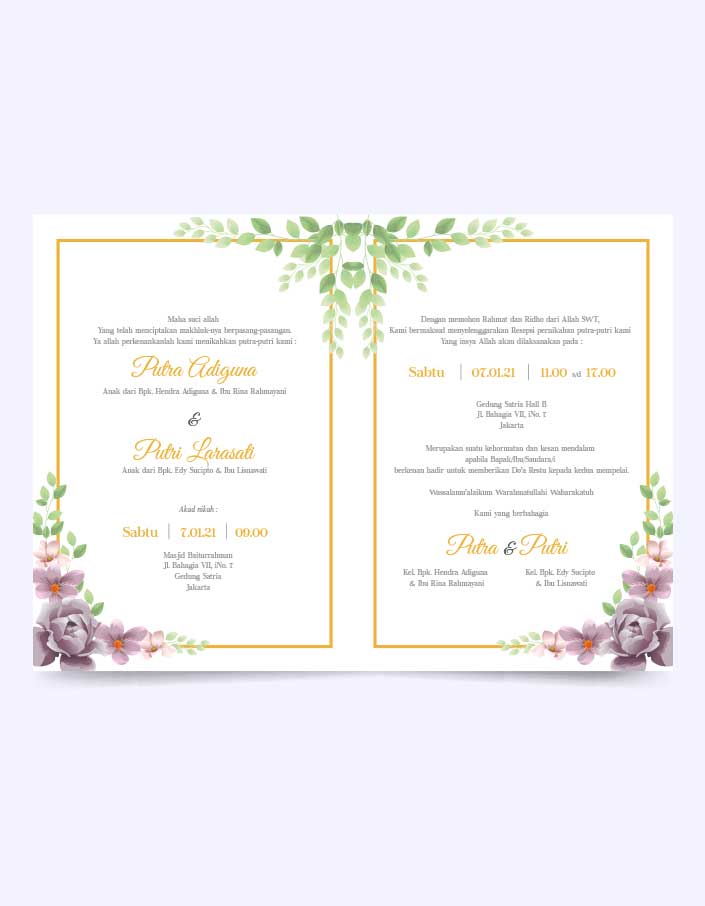 Maha suci allah
Yang telah menciptakan makhluk-nya berpasang-pasangan.
Ya allah perkenankanlah kami menikahkan putra-putri kami :
Putra Adiguna
Anak dari Bpk. Hendra Adiguna & Ibu Rina Rahmayani
&
Putri Larasati
Anak dari Bpk. Edy Sucipto & Ibu Lisnawati
Akad nikah :
Sabtu | 7.01.21 | 09.00
Masjid Baiturrahman
Jl. Bahagia VII, iNo. 7
Gedung Satria
Jakarta
Dengan memohon Rahmat dan Ridho dari Allah SWT,
Kami bermaksud menyelenggarakan Resepsi pernikahan putra-putri kami
Yang insya Allah akan dilaksanakan pada :
Sabtu | 07.01.21 | 11.00 s/d 17.00
Gedung Satria Hall B
Jl. Bahagia VII, iNo. 7
Jakarta
Merupakan suatu kehormatan dan kesan mendalam
apabila Bapak/Ibu/Saudara/i
berkenan hadir untuk memberikan Do'a Restu kepada kedua mempelai.
Wassalamu'alaikum Warahmatullahi Wabarakatuh
Kami yang berbahagia
Putra & Putri
Kel. Bpk. Hendra Adiguna
& Ibu Rina Rahmayani
Kel. Bpk. Edy Sucipto
& Ibu Lisnawati